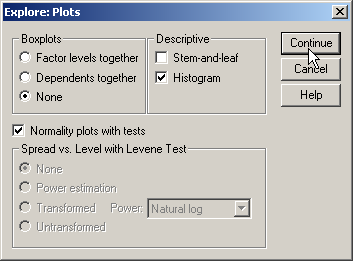 Explore: Plots
Boxplots
Factor levels together
Dependents together
None
Descriptive
Stem-and-leaf
Histogram
Continue
Cancel
Help
Normality plots with tests
Spread vs. Level with Levene Test
None
Power estimation
Transformed Power: Natural log
Untransformed